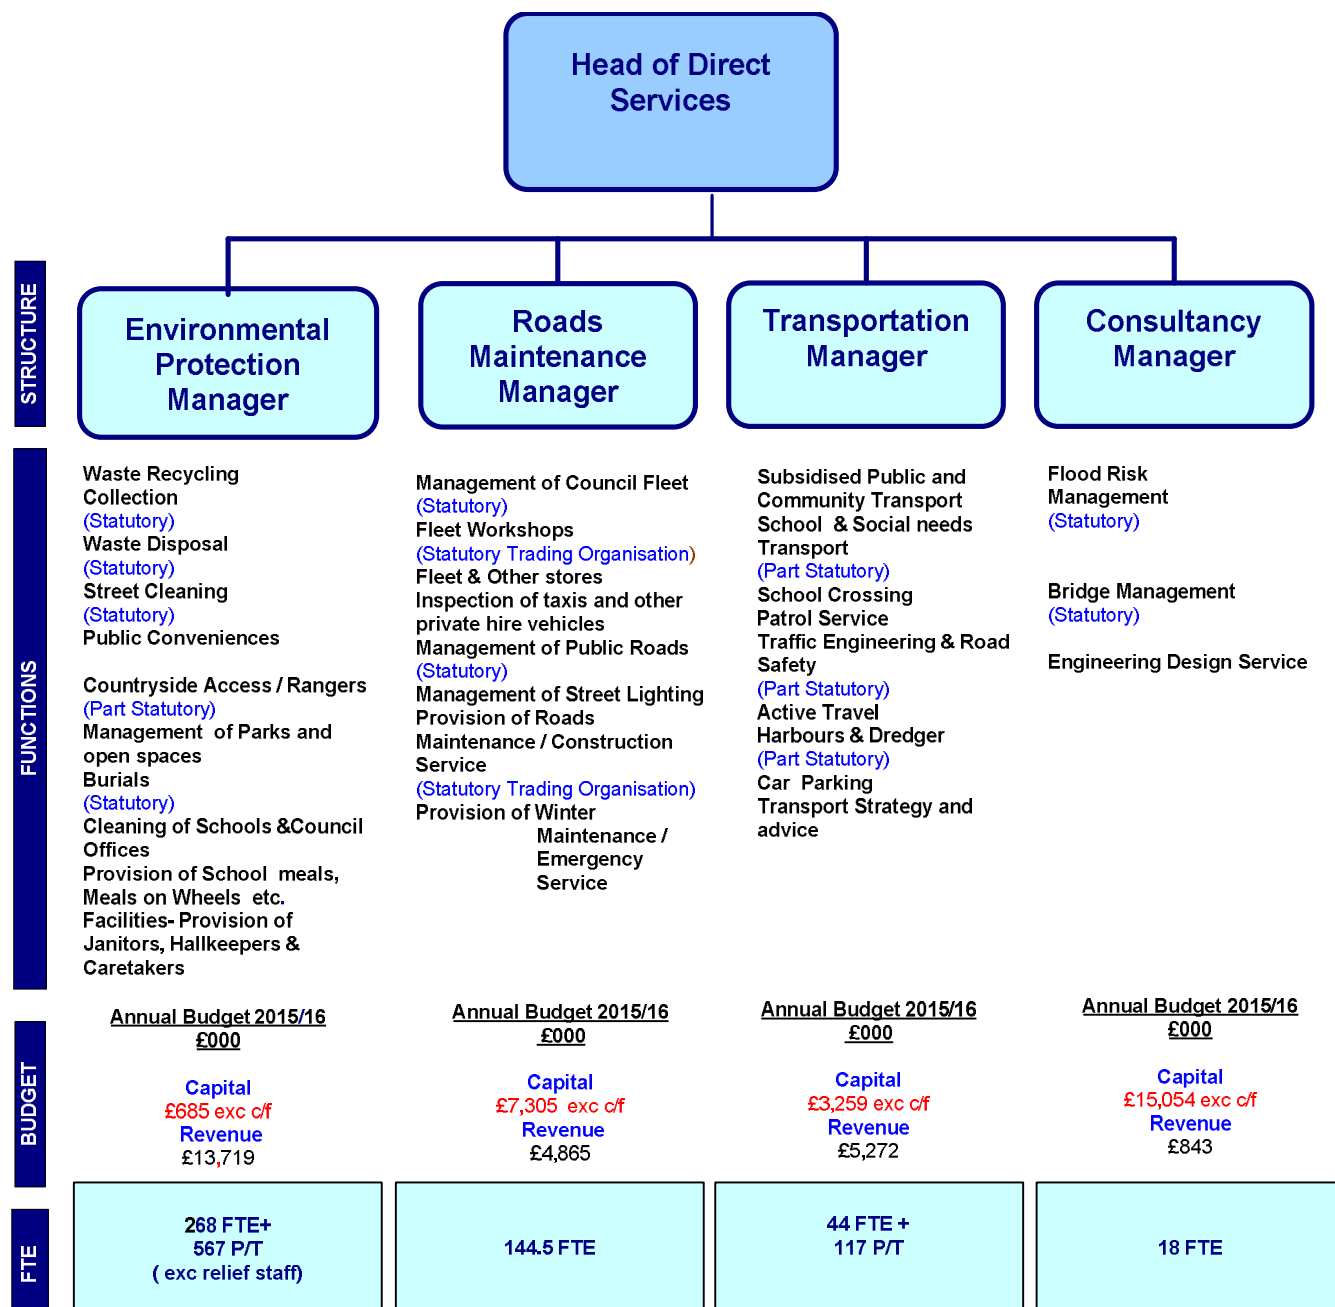 Head of Direct
Services
STRUCTURE
Environmental
Protection
Manager
Roads
Maintenance
Manager
Transportation
Manager
Consultancy
Manager
FUNCTIONS
Waste Recycling
Collection
(Statutory)
Waste Disposal
(Statutory)
Street Cleaning
(Statutory)
Public Conveniences
Countryside Access / Rangers
(Part Statutory)
Management of Parks and
open spaces
Burials
(Statutory)
Cleaning of Schools &Council
Offices
Provision of School meals,
Meals on Wheels etc.
Facilities- Provision of
Janitors, Hallkeepers &
Caretakers
Management of Council Fleet
(Statutory)
Fleet Workshops
(Statutory Trading Organisation)
Fleet & Other stores
Inspection of taxis and other
private hire vehicles
Management of Public Roads
(Statutory)
Management of Street Lighting
Provision of Roads
Maintenance / Construction
Service
(Statutory Trading Organisation)
Provision of Winter
Maintenance /
Emergency
Service
Subsidised Public and
Community Transport
School & Social needs
Transport
(Part Statutory)
School Crossing
Patrol Service
Traffic Engineering & Road
Safety
(Part Statutory)
Active Travel
Harbours & Dredger
(Part Statutory)
Car Parking
Transport Strategy and
advice
Flood Risk
Management
(Statutory)
Bridge Management
(Statutory)
Engineering Design Service
BUDGET
Annual Budget 2015/16
£000
Capital
£685 exc c/f
Revenue
£13,719
Annual Budget 2015/16
£000
Capital
£7,305 exc c/f
Revenue
£4,865
Annual Budget 2015/16
£000
Capital
£3,259 exc c/f
Revenue
£5,272
Annual Budget 2015/16
£000
Capital
£15,054 exc c/f
Revenue
£843
FTE
268 FTE+
567 P/T
( exc relief staff)
144.5 FTE
44 FTE +
117 P/T
18 FTE